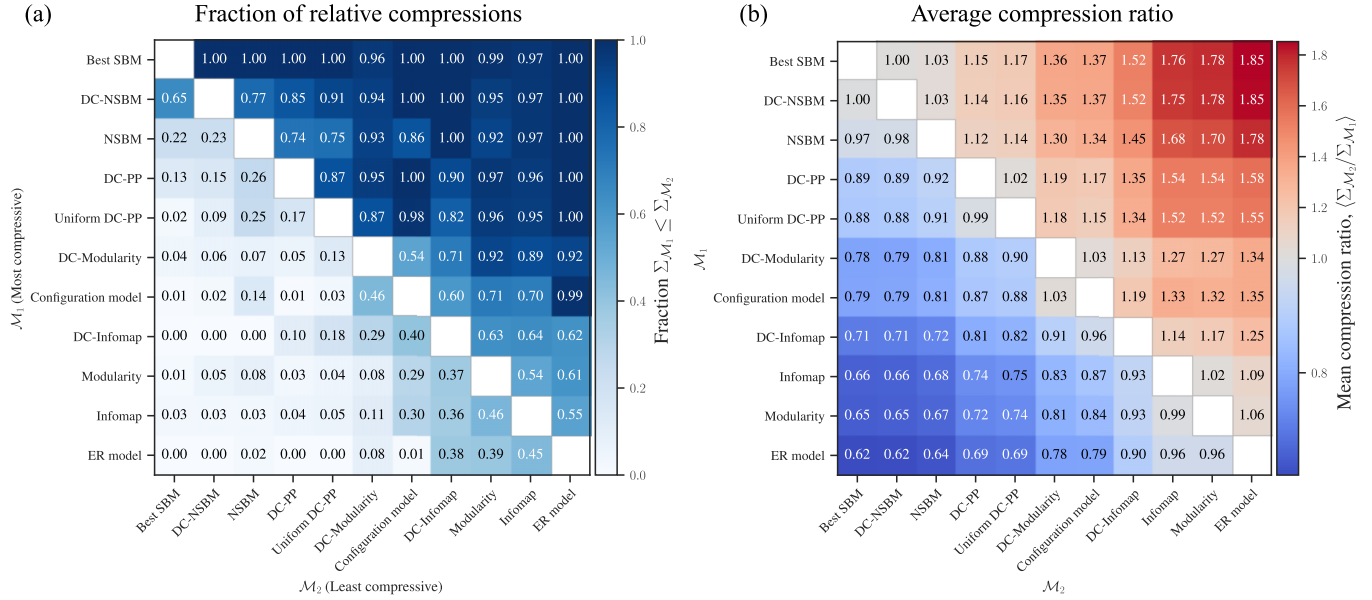 (a) Fraction of relative compressions
Best SBM 1.00 1.00 1.00 1.00 0.96 1.00 1.00 0.99 0.97 1.00
DC-NSBM 0.65 0.77 0.85 0.91 0.94 1.00 1.00 0.95 0.97 1.00
NSBM 0.22 0.23 0.74 0.75 0.93 0.86 1.00 0.92 0.97 1.00
DC-PP 0.13 0.15 0.26 0.87 0.95 1.00 0.90 0.97 0.96 1.00
Uniform DC-PP 0.02 0.09 0.25 0.17 0.87 0.98 0.82 0.96 0.95 1.00
DC-Modularity 0.04 0.06 0.07 0.05 0.13 0.54 0.71 0.92 0.89 0.92
Configuration model 0.01 0.02 0.14 0.01 0.03 0.46 0.60 0.71 0.70 0.99
DC-Infomap 0.00 0.00 0.00 0.10 0.18 0.29 0.40 0.63 0.64 0.62
Modularity 0.01 0.05 0.08 0.03 0.04 0.08 0.29 0.37 0.54 0.61
Infomap 0.03 0.03 0.03 0.04 0.05 0.11 0.30 0.36 0.46 0.55
ER model 0.00 0.00 0.02 0.00 0.00 0.08 0.01 0.38 0.39 0.45
Best SBM
DC-NSBM
NSBM
DC-PP
Uniform DC-PP
DC-Modularity
Configuration model
DC-Infomap
Modularity
Infomap
ER model
ℳ₁ (Most compressive)
ℳ₂ (Least compressive)
1.0
0.8
0.6
0.4
0.2
0.0
Fraction Σℳ₁ ≤ Σℳ₂
(b) Average compression ratio
Best SBM 1.00 1.03 1.15 1.17 1.36 1.37 1.52 1.76 1.78 1.85
DC-NSBM 1.00 1.03 1.14 1.16 1.35 1.37 1.52 1.75 1.78 1.85
NSBM 0.97 0.98 1.12 1.14 1.30 1.34 1.45 1.68 1.70 1.78
DC-PP 0.89 0.89 0.92 1.02 1.19 1.17 1.35 1.54 1.54 1.58
Uniform DC-PP 0.88 0.88 0.91 0.99 1.18 1.15 1.34 1.52 1.52 1.55
DC-Modularity 0.78 0.79 0.81 0.88 0.90 1.03 1.13 1.27 1.27 1.34
Configuration model 0.79 0.79 0.81 0.87 0.88 1.03 1.19 1.33 1.32 1.35
DC-Infomap 0.71 0.71 0.72 0.81 0.82 0.91 0.96 1.14 1.17 1.25
Infomap 0.66 0.66 0.68 0.74 0.75 0.83 0.87 0.93 1.02 1.09
Modularity 0.65 0.65 0.67 0.72 0.74 0.81 0.84 0.93 0.99 1.06
ER model 0.62 0.62 0.64 0.69 0.69 0.78 0.79 0.90 0.96 0.96
Best SBM
DC-NSBM
NSBM
DC-PP
Uniform DC-PP
DC-Modularity
Configuration model
DC-Infomap
Infomap
Modularity
ER model
ℳ₁
ℳ₂
1.8
1.6
1.4
1.2
1.0
0.8
Mean compression ratio, ⟨Σℳ₂/Σℳ₁⟩